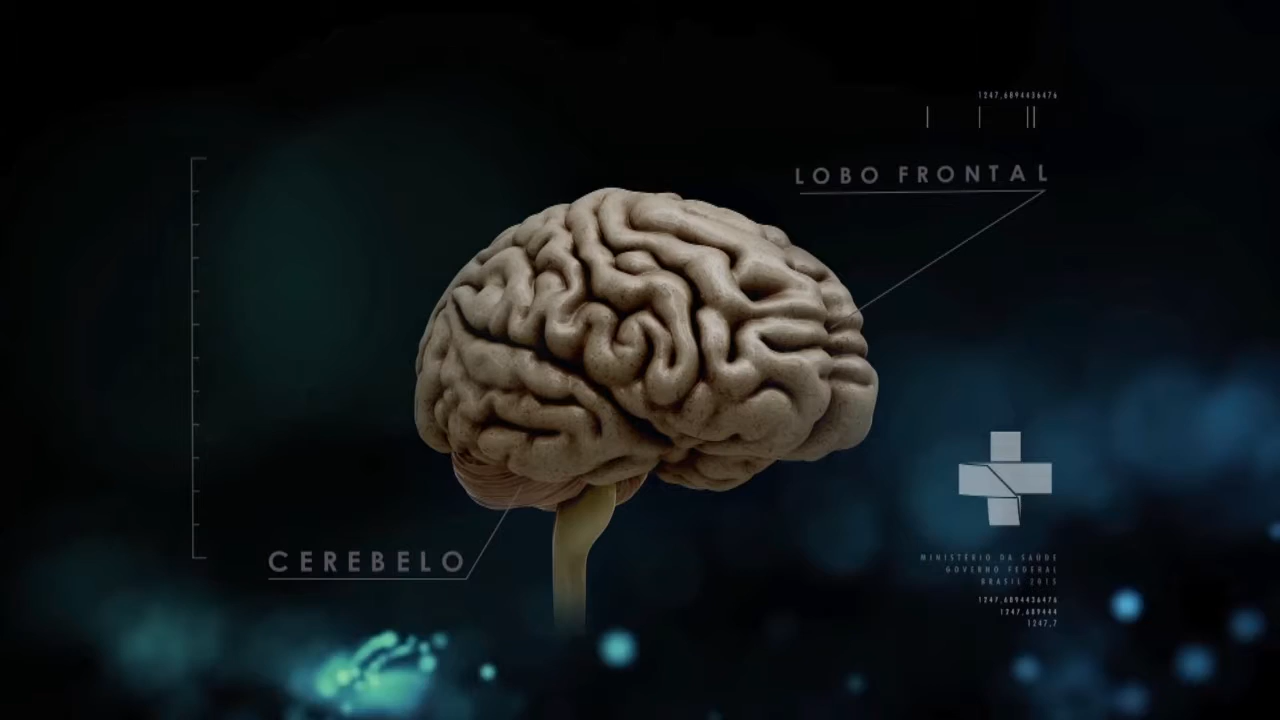 1247,6894436476
LOBO FRONTAL
CEREBELO
MINISTÉRIO DA SAÚDE
GOVERNO FEDERAL
BRASIL 2015
1247,6894436476
1247,689444
1247,7